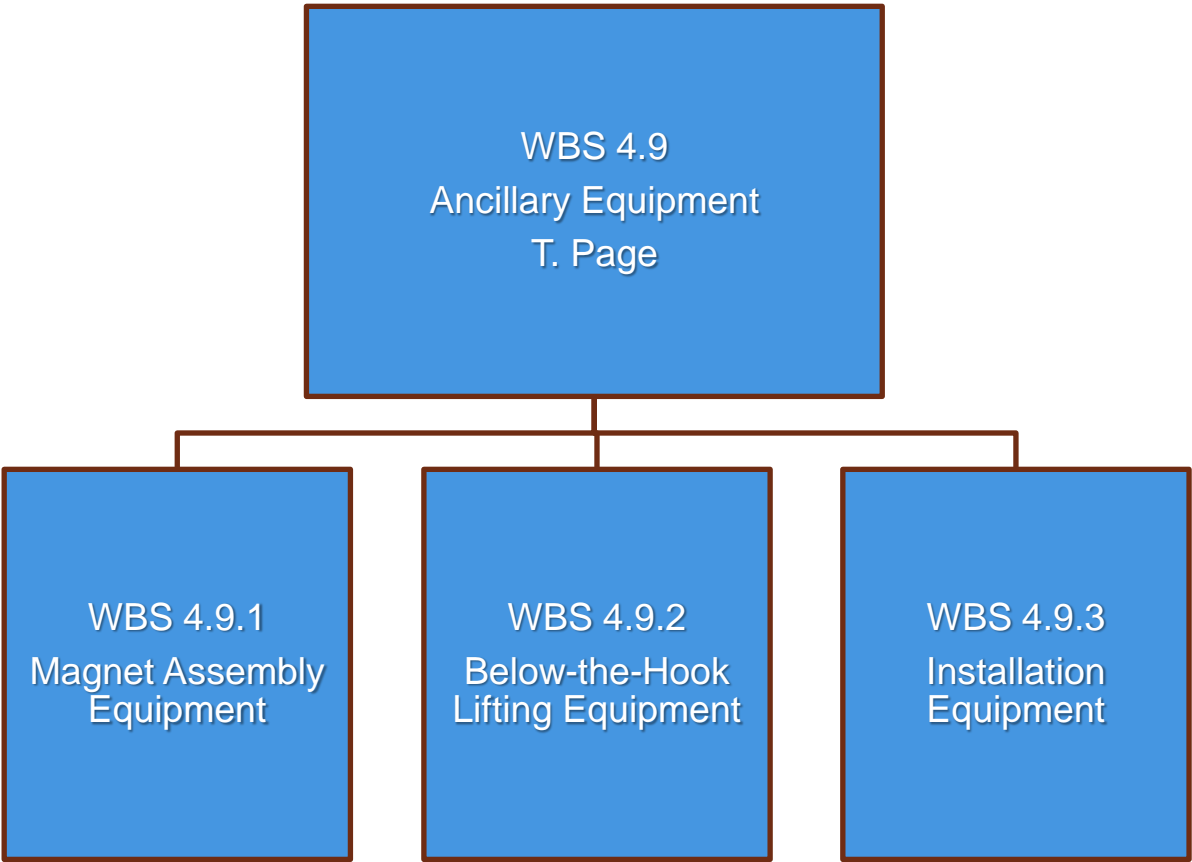 WBS 4.9
Ancillary Equipment
T. Page
WBS 4.9.1
Magnet Assembly
Equipment
WBS 4.9.2
Below-the-Hook
Lifting Equipment
WBS 4.9.3
Installation
Equipment